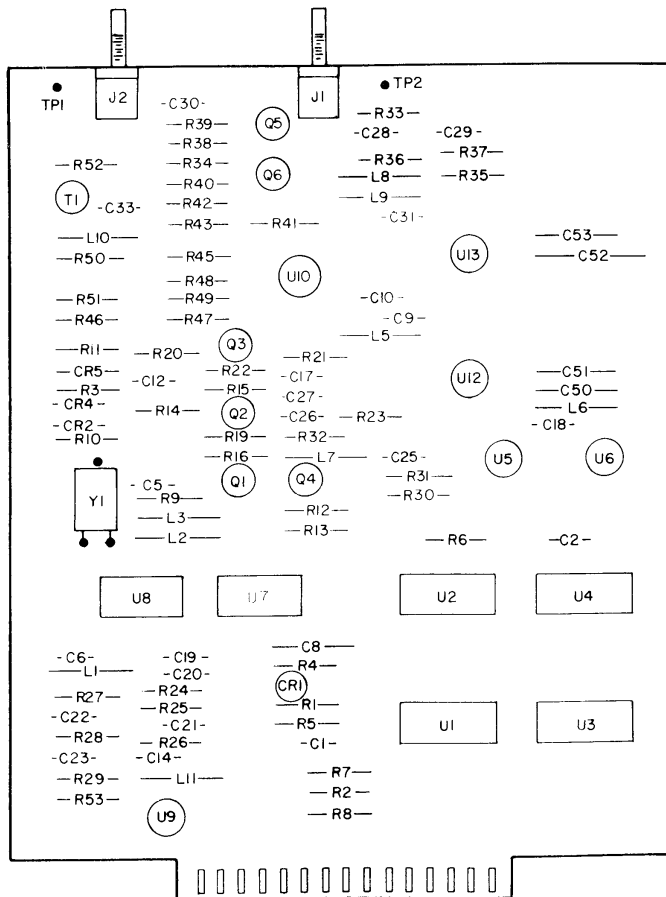 TP1 J2 J1 TP2
-C30-
R39 Q5 R33
-C28- -C29-
R38
R34 R36 R37
R52 Q6 L8 R35
R40
T1 L9
-C33- R42 -C31-
R43 R41
L10 C53
R50 R45 U13 C52
R48 U10
R51 R49 -C10-
R46 R47 -C9-
L5
R11 R20 Q3 R21
CR5 R22 -C17- C51
R3 -C12- R15 U12 C50
CR4 -C27- L6
R14 Q2 -C26- R23
CR2 -C18-
R10 R19 R32
R16 L7 -C25- U5 U6
Y1 -C5- Q1 Q4 R31
R9 R30
L3 R12
L2 R13 R6 -C2-
U8 U7 U2 U4
-C6- -C19- C8
L1 -C20- R4
R27 R24 CR1
-C22- R25 R1
R28 -C21- R5 U1 U3
R26 -C1-
-C23- -C14-
R29 L11 R7
R53 R2
U9 R8